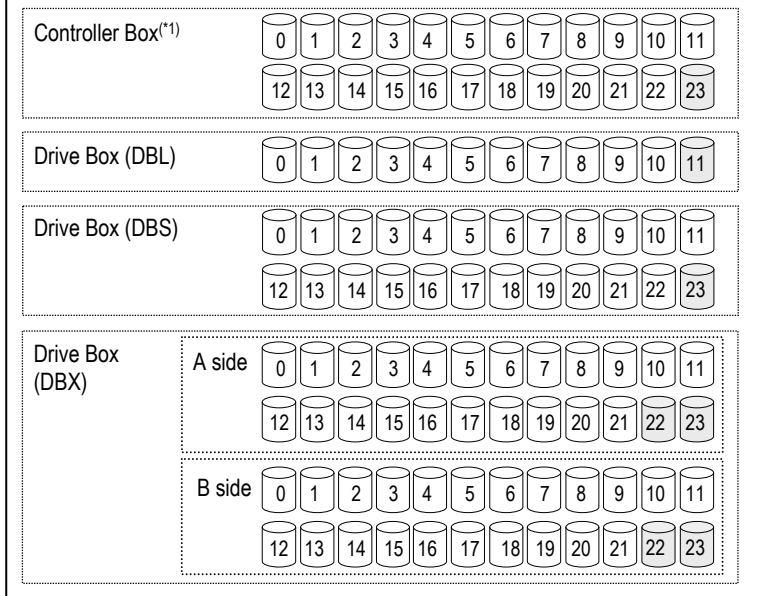 Controller Box(*1) 0 1 2 3 4 5 6 7 8 9 10 11
12 13 14 15 16 17 18 19 20 21 22 23
Drive Box (DBL) 0 1 2 3 4 5 6 7 8 9 10 11
Drive Box (DBS) 0 1 2 3 4 5 6 7 8 9 10 11
12 13 14 15 16 17 18 19 20 21 22 23
Drive Box
(DBX)
A side 0 1 2 3 4 5 6 7 8 9 10 11
12 13 14 15 16 17 18 19 20 21 22 23
B side 0 1 2 3 4 5 6 7 8 9 10 11
12 13 14 15 16 17 18 19 20 21 22 23